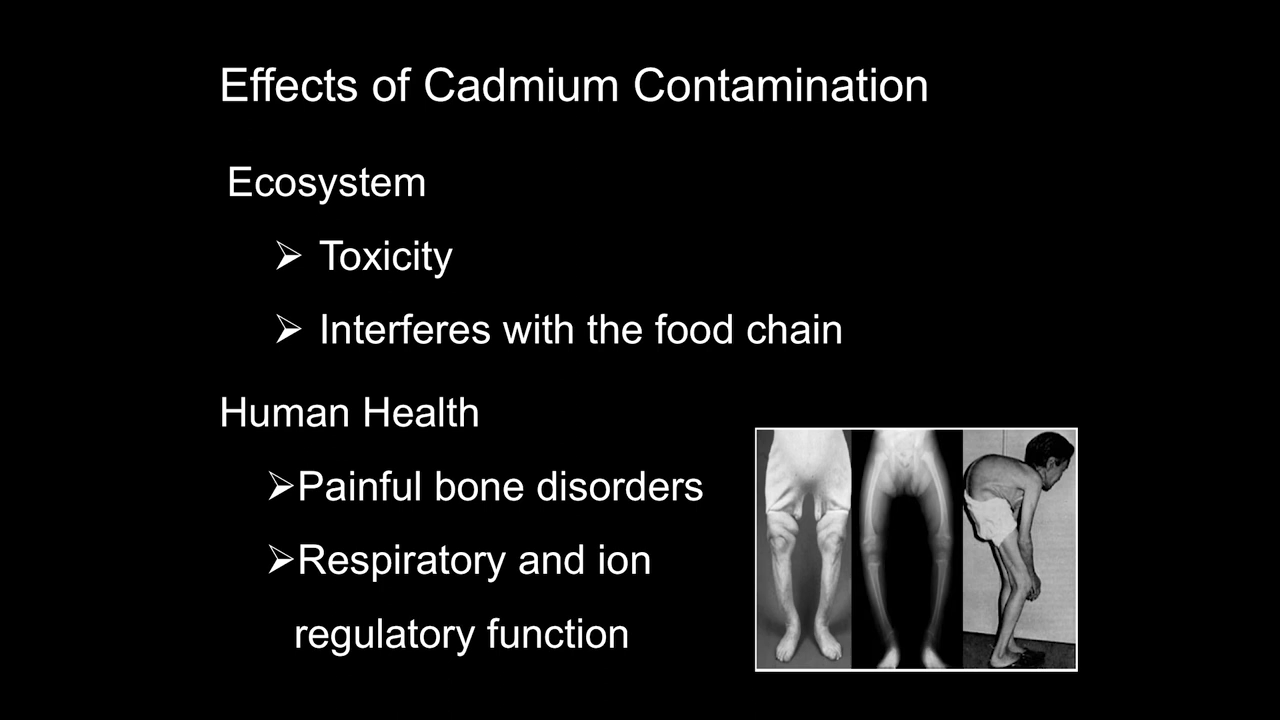 Effects of Cadmium Contamination
Ecosystem
➢ Toxicity
➢ Interferes with the food chain
Human Health
➢Painful bone disorders
➢Respiratory and ion
regulatory function